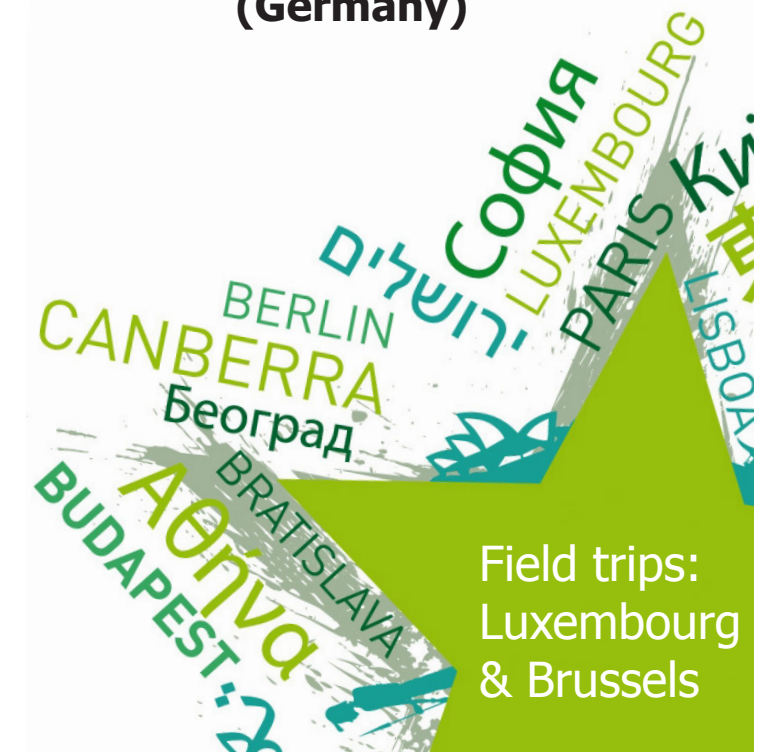 (Germany)
София
LUXEMBOURG
PARIS
ירושלים
LISBOA
BERLIN
CANBERRA
Београд
BRATISLAVA
Αθήνα
BUDAPEST
Field trips:
Luxembourg
& Brussels